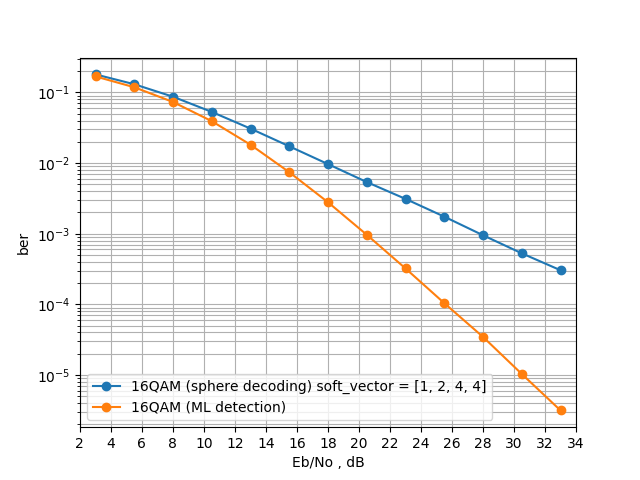 10⁻¹
10⁻²
10⁻³
10⁻⁴
10⁻⁵
ber
16QAM (sphere decoding) soft_vector = [1, 2, 4, 4]
16QAM (ML detection)
2 4 6 8 10 12 14 16 18 20 22 24 26 28 30 32 34
Eb/No , dB